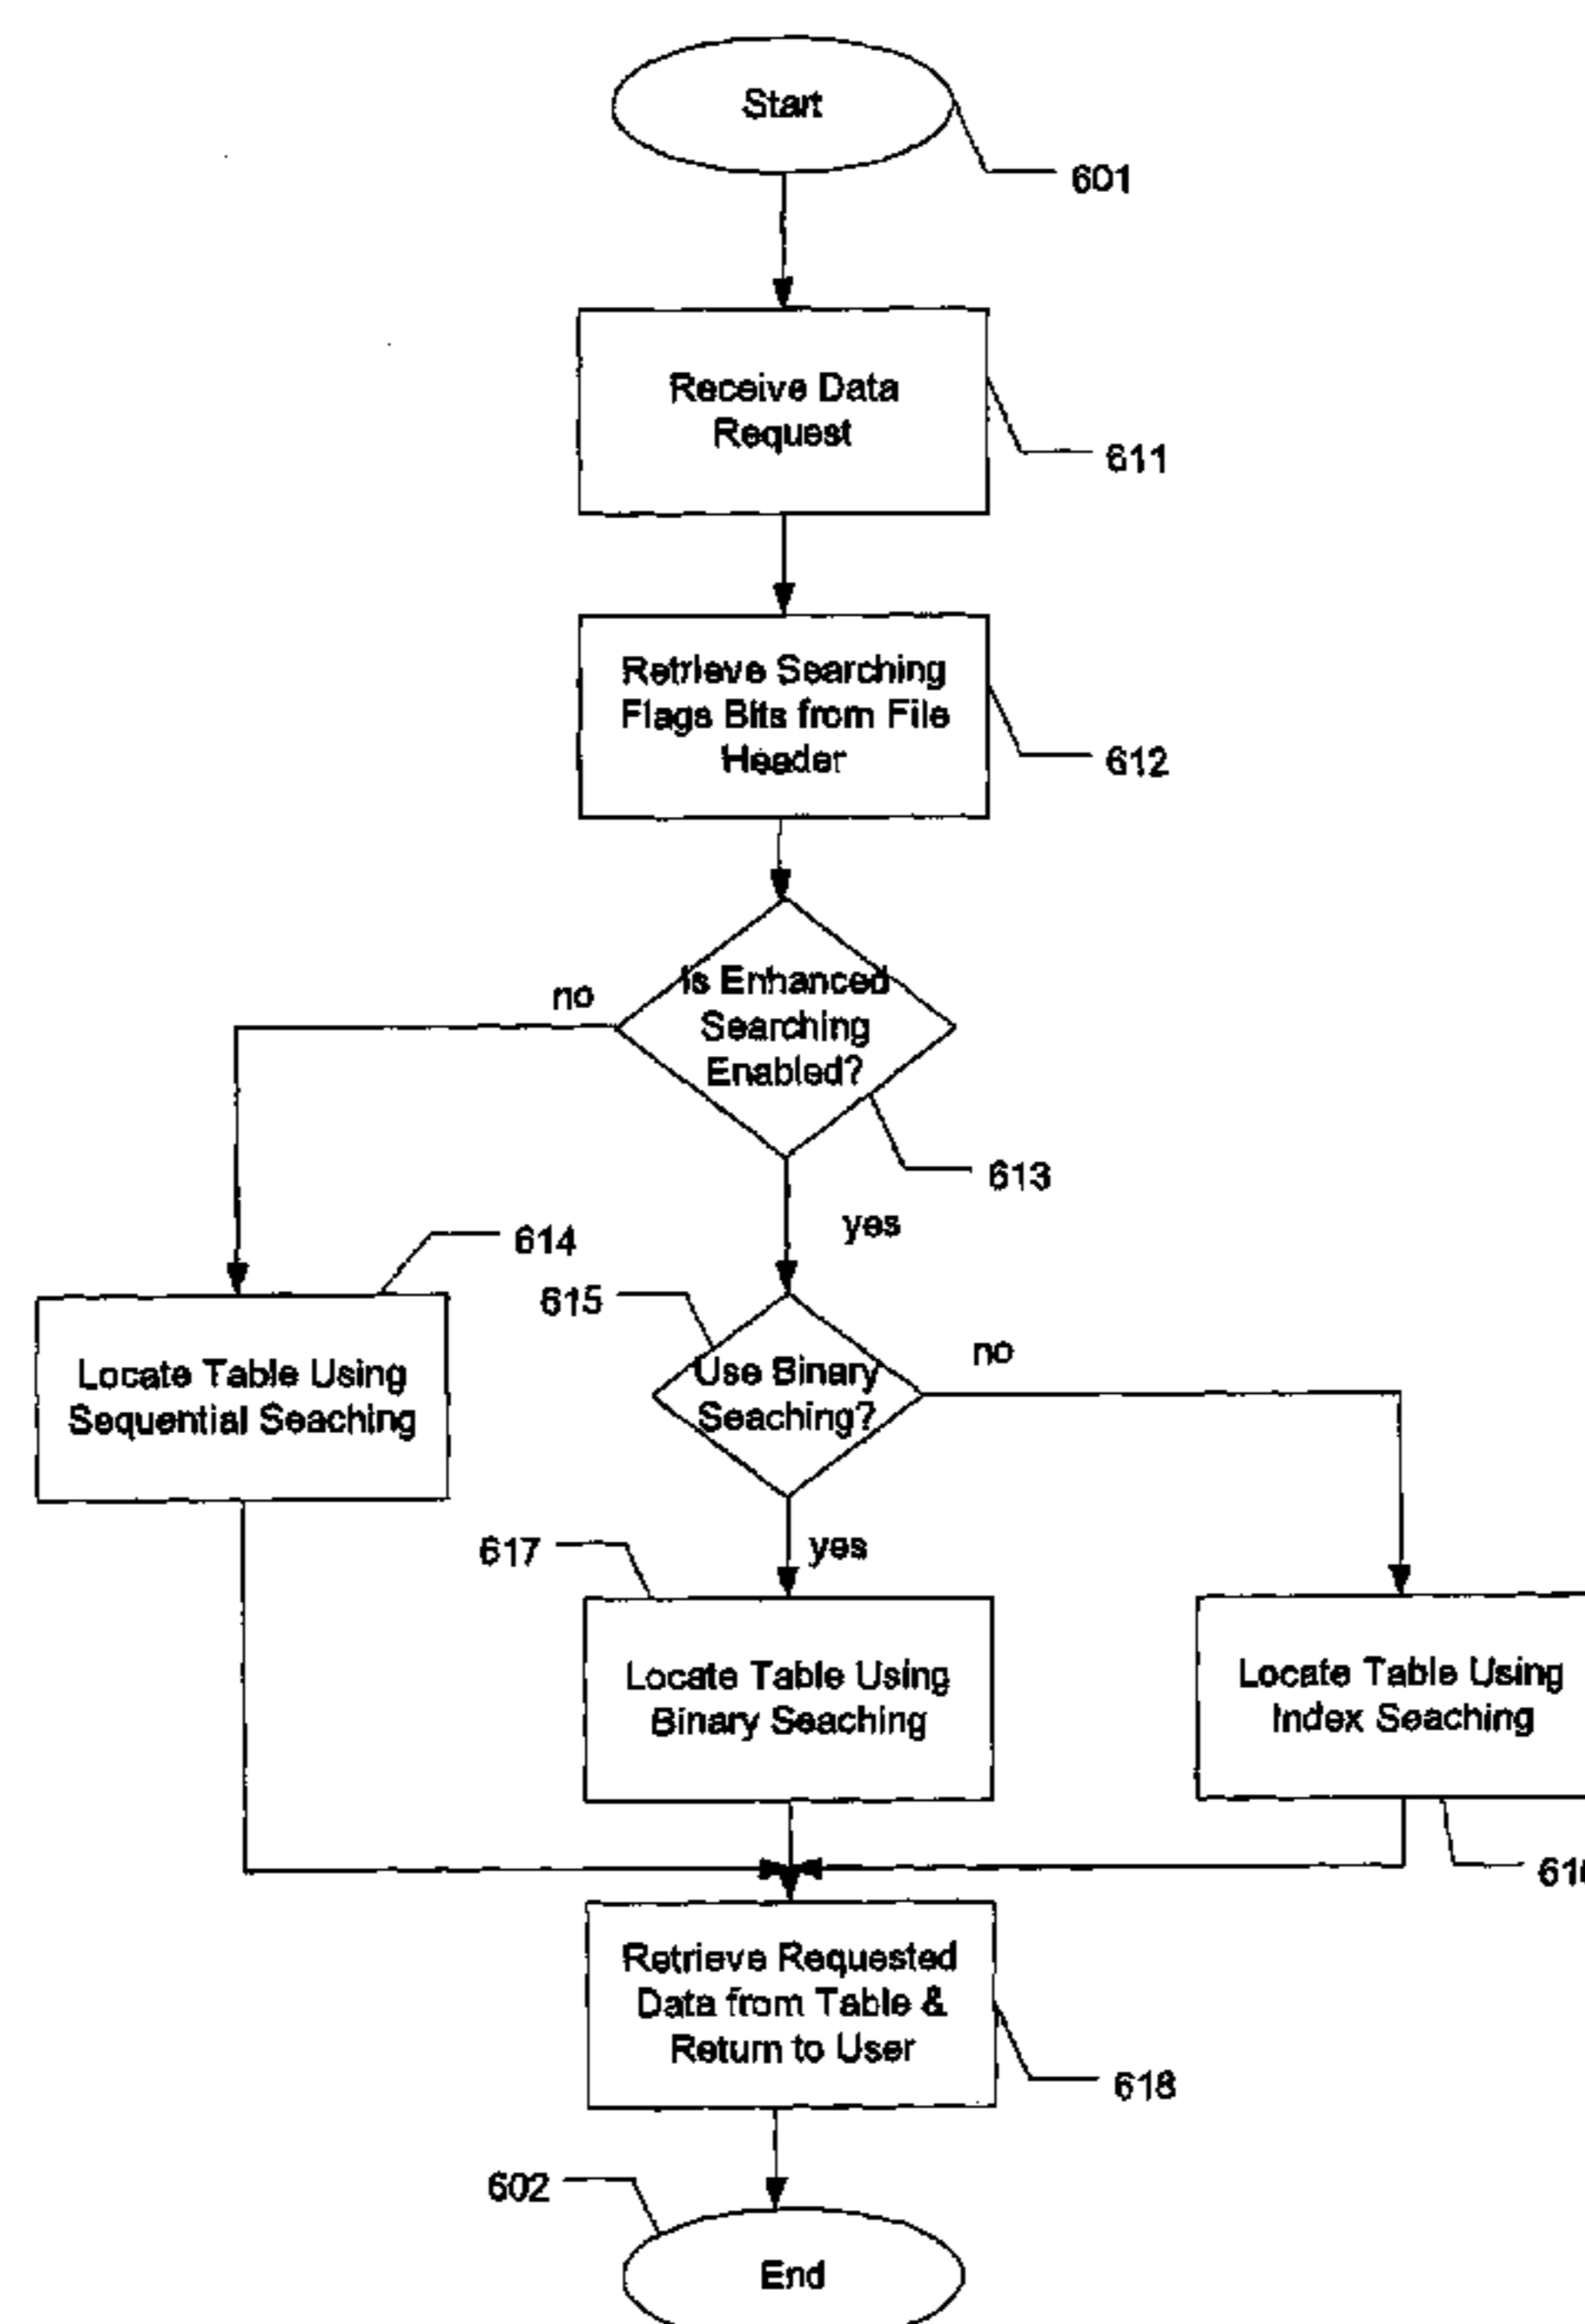 Start
601
Receive Data
Request
611
Retrieve Searching
Flags Bits from File
Header
612
Is Enhanced
Searching
Enabled?
no
613
yes
614
615
Locate Table Using
Sequential Seaching
Use Binary
Seaching?
no
617
yes
Locate Table Using
Binary Seaching
Locate Table Using
Index Seaching
Retrieve Requested
Data from Table &
Return to User
618
602
End